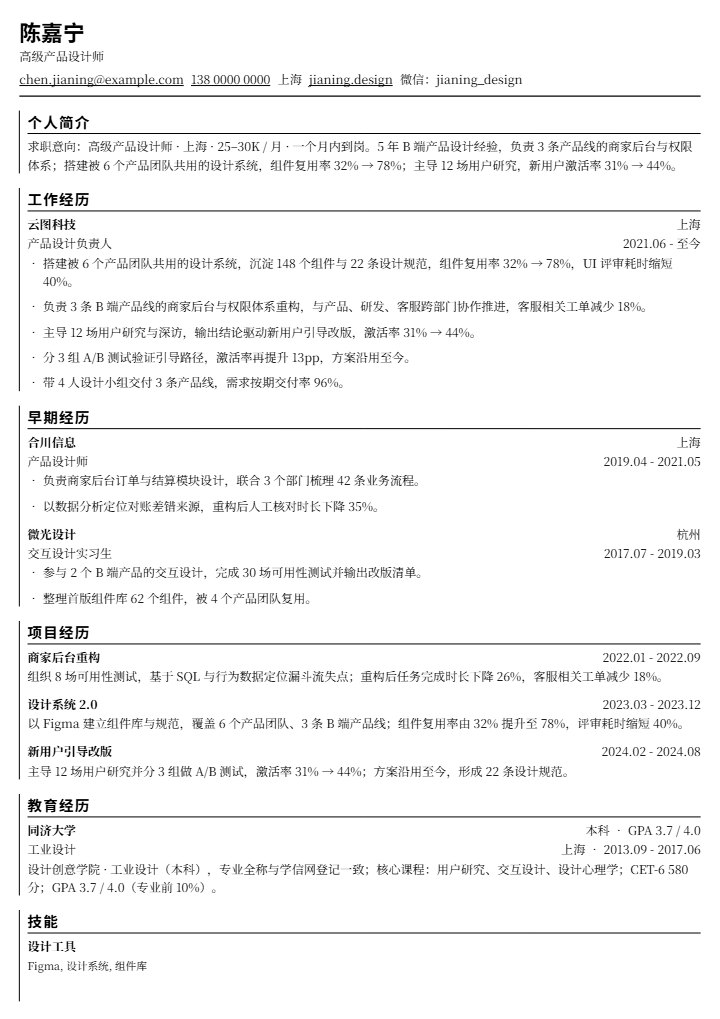 陈嘉宁
高级产品设计师
chen.jianing@example.com 138 0000 0000 上海 jianing.design 微信：jianing_design
个人简介
求职意向：高级产品设计师 · 上海 · 25–30K / 月 · 一个月内到岗。5 年 B 端产品设计经验，负责 3 条产品线的商家后台与权限
体系；搭建被 6 个产品团队共用的设计系统，组件复用率 32% → 78%；主导 12 场用户研究，新用户激活率 31% → 44%。
工作经历
云图科技 上海
产品设计负责人 2021.06 - 至今
· 搭建被 6 个产品团队共用的设计系统，沉淀 148 个组件与 22 条设计规范，组件复用率 32% → 78%，UI 评审耗时缩短
40%。
· 负责 3 条 B 端产品线的商家后台与权限体系重构，与产品、研发、客服跨部门协作推进，客服相关工单减少 18%。
· 主导 12 场用户研究与深访，输出结论驱动新用户引导改版，激活率 31% → 44%。
· 分 3 组 A/B 测试验证引导路径，激活率再提升 13pp，方案沿用至今。
· 带 4 人设计小组交付 3 条产品线，需求按期交付率 96%。
早期经历
合川信息 上海
产品设计师 2019.04 - 2021.05
· 负责商家后台订单与结算模块设计，联合 3 个部门梳理 42 条业务流程。
· 以数据分析定位对账差错来源，重构后人工核对时长下降 35%。
微光设计 杭州
交互设计实习生 2017.07 - 2019.03
· 参与 2 个 B 端产品的交互设计，完成 30 场可用性测试并输出改版清单。
· 整理首版组件库 62 个组件，被 4 个产品团队复用。
项目经历
商家后台重构 2022.01 - 2022.09
组织 8 场可用性测试，基于 SQL 与行为数据定位漏斗流失点；重构后任务完成时长下降 26%，客服相关工单减少 18%。
设计系统 2.0 2023.03 - 2023.12
以 Figma 建立组件库与规范，覆盖 6 个产品团队、3 条 B 端产品线；组件复用率由 32% 提升至 78%，评审耗时缩短 40%。
新用户引导改版 2024.02 - 2024.08
主导 12 场用户研究并分 3 组做 A/B 测试，激活率 31% → 44%；方案沿用至今，形成 22 条设计规范。
教育经历
同济大学 本科 · GPA 3.7 / 4.0
工业设计 上海 · 2013.09 - 2017.06
设计创意学院 · 工业设计（本科），专业全称与学信网登记一致；核心课程：用户研究、交互设计、设计心理学；CET-6 580
分；GPA 3.7 / 4.0（专业前 10%）。
技能
设计工具
Figma, 设计系统, 组件库